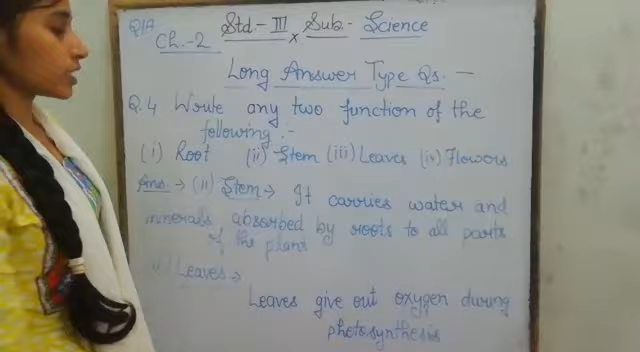 Q/A
Std.- III × Sub.- Science
Ch.-2
Long Answer Type Qs. -
Q.4 Write any two function of the
following :-
(i) Root (ii) Stem (iii) Leaves (iv) Flowers
Ans.→ (ii) Stem → It carries water and
minerals absorbed by roots to all parts
of the plant
) Leaves →
Leaves give out oxygen during
photosynthesis